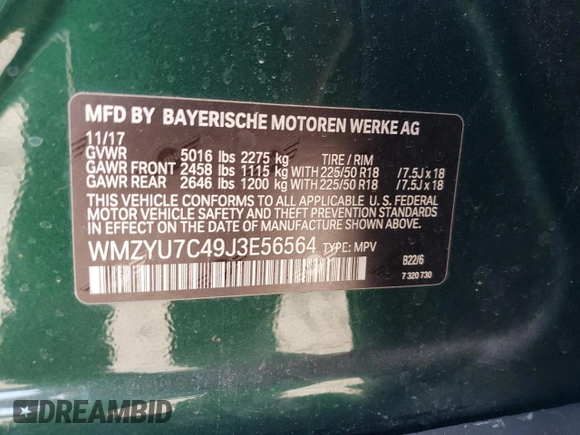 MFD BY BAYERISCHE MOTOREN WERKE AG
11/17
GVWR 5016 lbs 2275 kg TIRE / RIM
GAWR FRONT 2458 lbs 1115 kg WITH 225/50 R18 /7.5J x 18
GAWR REAR 2646 lbs 1200 kg WITH 225/50 R18 /7.5J x 18
THIS VEHICLE CONFORMS TO ALL APPLICABLE U. S. FEDERAL
MOTOR VEHICLE SAFETY AND THEFT PREVENTION STANDARDS
IN EFFECT ON THE DATE OF MANUFACTURE SHOWN ABOVE.
WMZYU7C49J3E56564 TYPE: MPV
B22/6
7 320 730
DREAMBID